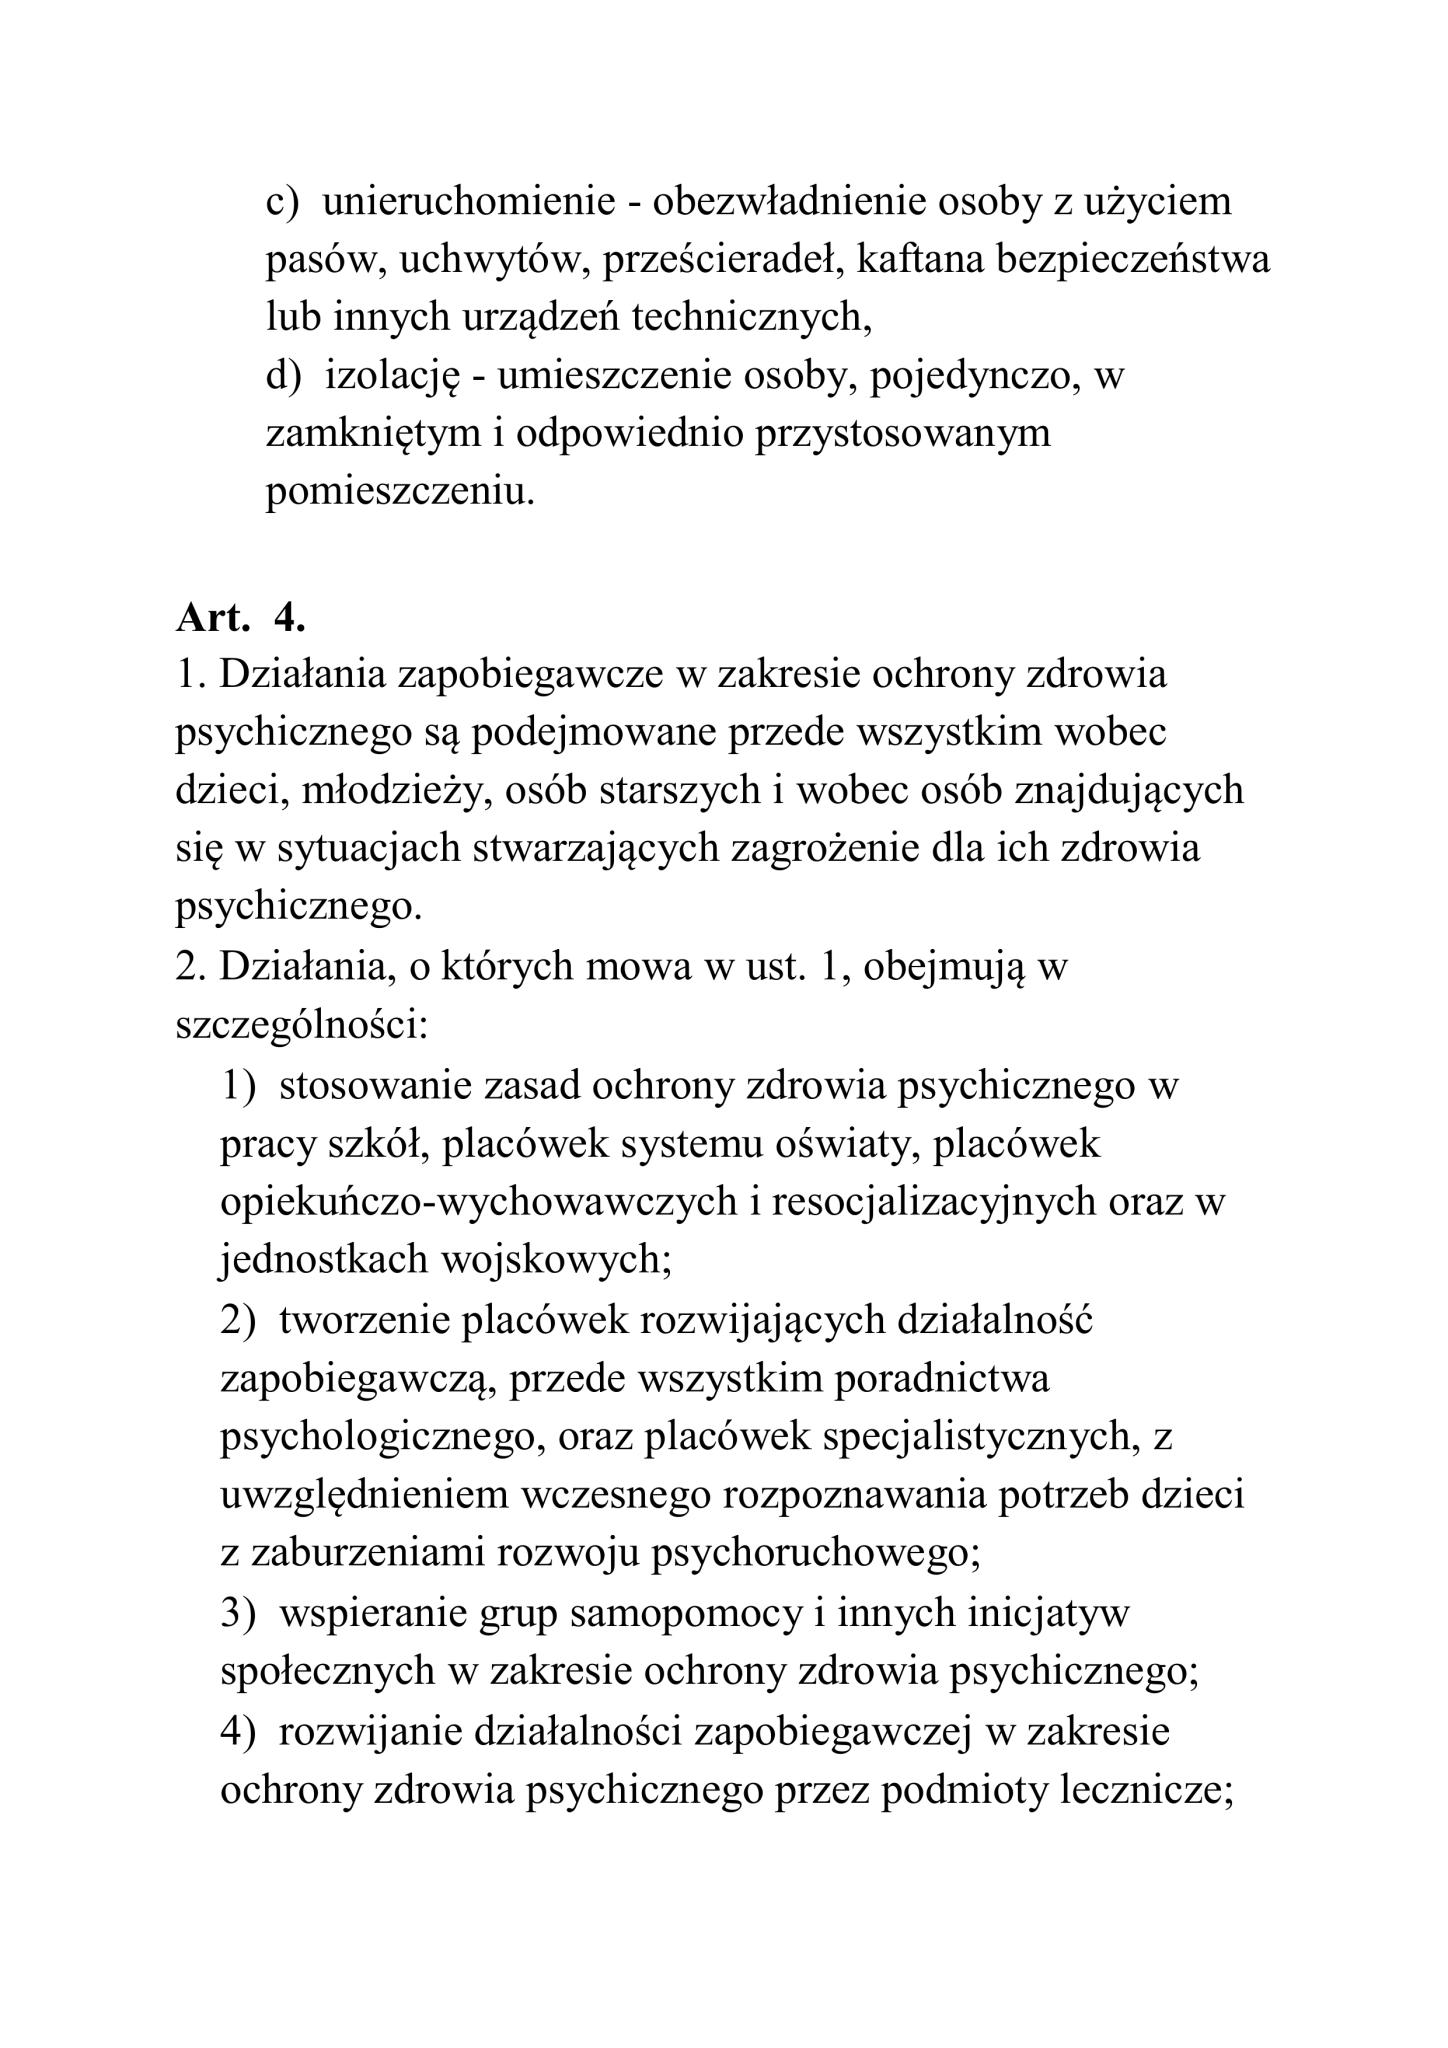 c) unieruchomienie - obezwładnienie osoby z użyciem
pasów, uchwytów, prześcieradeł, kaftana bezpieczeństwa
lub innych urządzeń technicznych,
d) izolację - umieszczenie osoby, pojedynczo, w
zamkniętym i odpowiednio przystosowanym
pomieszczeniu.
Art. 4.
1. Działania zapobiegawcze w zakresie ochrony zdrowia
psychicznego są podejmowane przede wszystkim wobec
dzieci, młodzieży, osób starszych i wobec osób znajdujących
się w sytuacjach stwarzających zagrożenie dla ich zdrowia
psychicznego.
2. Działania, o których mowa w ust. 1, obejmują w
szczególności:
1) stosowanie zasad ochrony zdrowia psychicznego w
pracy szkół, placówek systemu oświaty, placówek
opiekuńczo-wychowawczych i resocjalizacyjnych oraz w
jednostkach wojskowych;
2) tworzenie placówek rozwijających działalność
zapobiegawczą, przede wszystkim poradnictwa
psychologicznego, oraz placówek specjalistycznych, z
uwzględnieniem wczesnego rozpoznawania potrzeb dzieci
z zaburzeniami rozwoju psychoruchowego;
3) wspieranie grup samopomocy i innych inicjatyw
społecznych w zakresie ochrony zdrowia psychicznego;
4) rozwijanie działalności zapobiegawczej w zakresie
ochrony zdrowia psychicznego przez podmioty lecznicze;